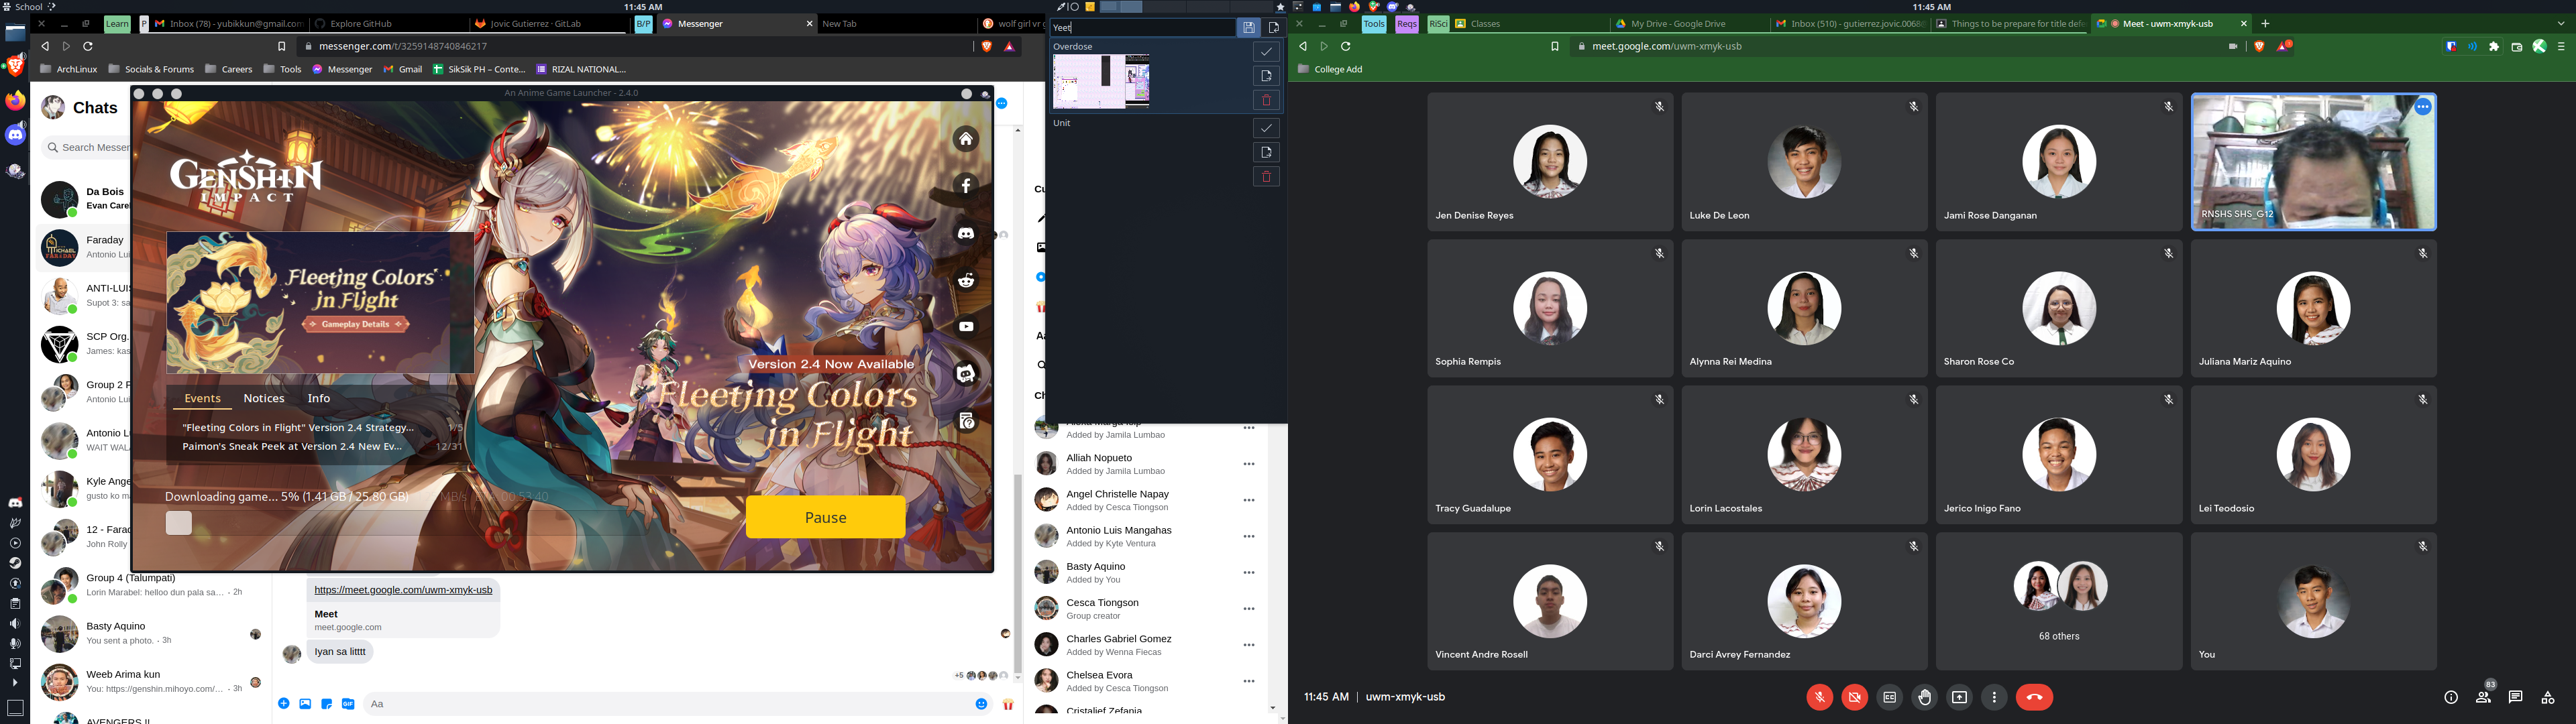 School
11:45 AM
Learn
P
Inbox (78) - yubikkun@gmail.com
Explore GitHub
Jovic Gutierrez · GitLab
B/P
Messenger
New Tab
wolf girl vr g
messenger.com/t/3259148740846217
ArchLinux
Socials & Forums
Careers
Tools
Messenger
Gmail
SikSik PH – Conte...
RIZAL NATIONAL...
Chats
Search Messer
Da Bois
Evan Carel
Faraday
Antonio Lui
ANTI-LUIS
Supot 3: sa
SCP Org.
James: kas
Group 2 F
Antonio Lui
Antonio L
WAIT WAL
Kyle Ange
gusto ko m
12 - Farac
John Rolly
Group 4 (Talumpati)
Lorin Marabel: helloo dun pala sa... · 2h
Basty Aquino
You sent a photo. · 3h
Weeb Arima kun
You: https://genshin.mihoyo.com/... · 3h
AVENGERS II
An Anime Game Launcher - 2.4.0
GENSHIN
IMPACT
Fleeting Colors
in Flight
Gameplay Details
Events
Notices
Info
"Fleeting Colors in Flight" Version 2.4 Strategy...
1/5
Paimon's Sneak Peek at Version 2.4 New Ev...
12/31
Version 2.4 Now Available
Fleeting Colors
in Flight
Downloading game... 5% (1.41 GB / 25.80 GB)
00:53:40
Pause
https://meet.google.com/uwm-xmyk-usb
Meet
meet.google.com
Iyan sa litttt
+5
GIF
Aa
Yeet
Overdose
Unit
Added by Jamila Lumbao
Alliah Nopueto
Added by Jamila Lumbao
Angel Christelle Napay
Added by Cesca Tiongson
Antonio Luis Mangahas
Added by Kyte Ventura
Basty Aquino
Added by You
Cesca Tiongson
Group creator
Charles Gabriel Gomez
Added by Wenna Fiecas
Chelsea Evora
Added by Cesca Tiongson
Cristalief Zefania
11:45 AM
Tools
Reqs
RiSci
Classes
My Drive - Google Drive
Inbox (510) - gutierrez.jovic.0068
Things to be prepare for title defe
Meet - uwm-xmyk-usb
meet.google.com/uwm-xmyk-usb
College Add
Jen Denise Reyes
Luke De Leon
Jami Rose Danganan
RNSHS SHS_G12
Sophia Rempis
Alynna Rei Medina
Sharon Rose Co
Juliana Mariz Aquino
Tracy Guadalupe
Lorin Lacostales
Jerico Inigo Fano
Lei Teodosio
Vincent Andre Rosell
Darci Avrey Fernandez
68 others
You
11:45 AM | uwm-xmyk-usb
83